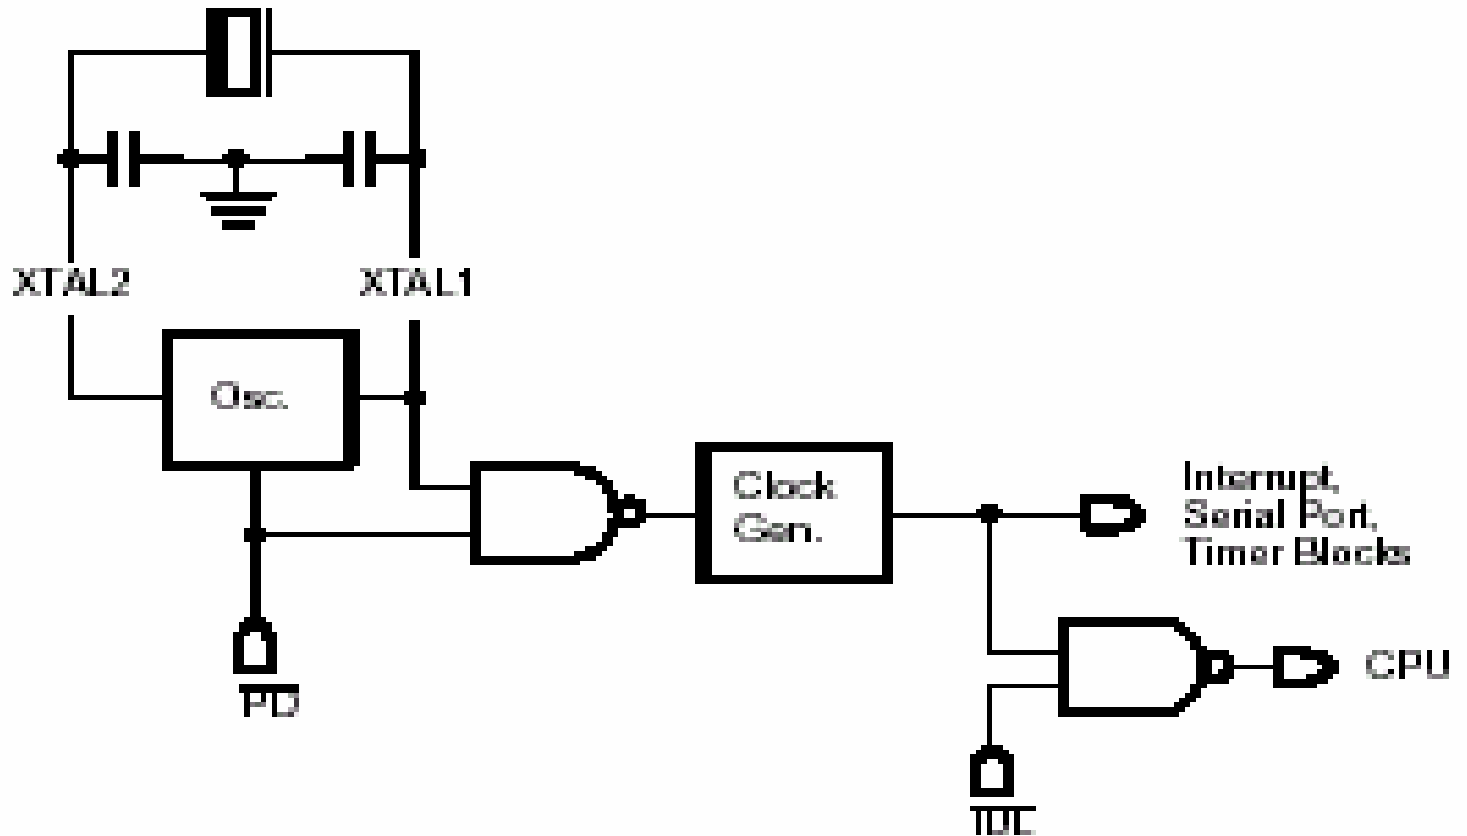 XTAL2
XTAL1
Osc.
Clock
Gen.
Interrupt,
Serial Port,
Timer Blocks
CPU
PD
IDL